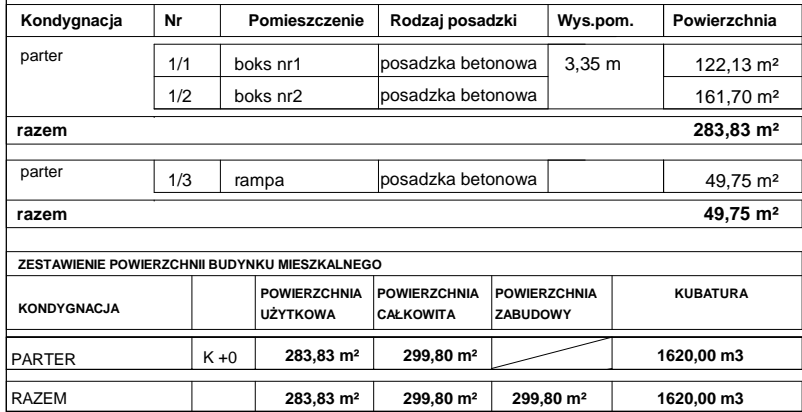 Kondygnacja Nr Pomieszczenie Rodzaj posadzki Wys.pom. Powierzchnia
parter 1/1 boks nr1 posadzka betonowa 3,35 m 122,13 m²
1/2 boks nr2 posadzka betonowa 161,70 m²
razem 283,83 m²
parter 1/3 rampa posadzka betonowa 49,75 m²
razem 49,75 m²
ZESTAWIENIE POWIERZCHNII BUDYNKU MIESZKALNEGO
KONDYGNACJA POWIERZCHNIA UŻYTKOWA POWIERZCHNIA CAŁKOWITA POWIERZCHNIA ZABUDOWY KUBATURA
PARTER K +0 283,83 m² 299,80 m² 1620,00 m3
RAZEM 283,83 m² 299,80 m² 299,80 m² 1620,00 m3